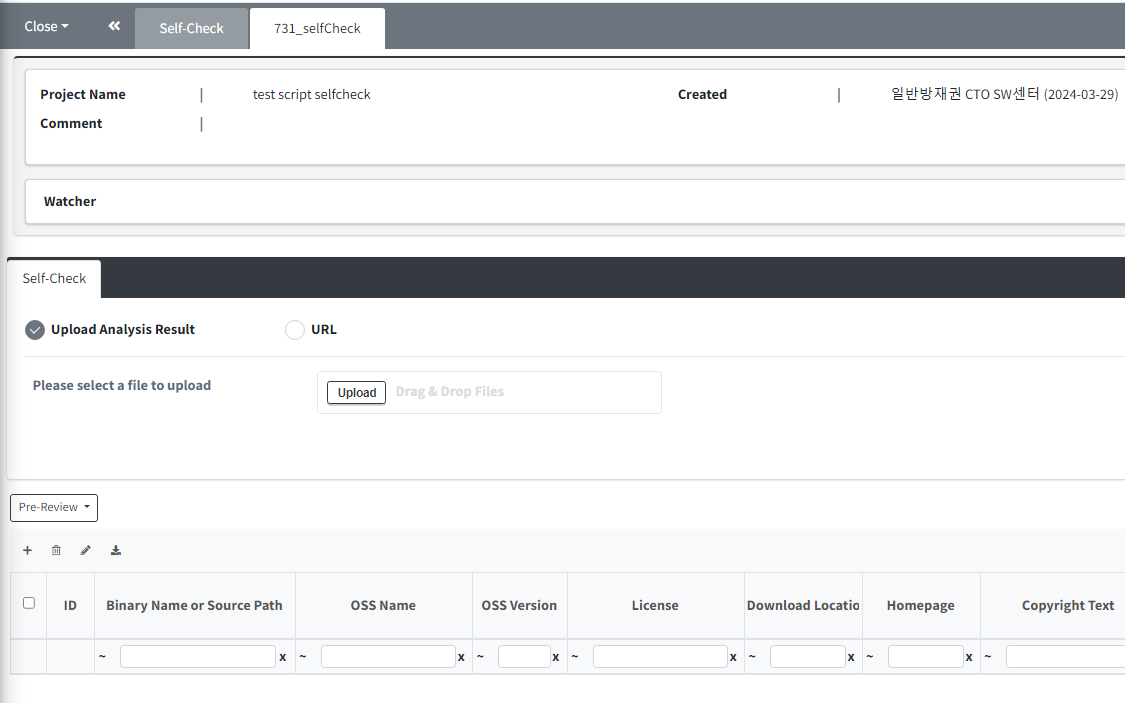 Close « Self-Check 731_selfCheck
Project Name | test script selfcheck Created | 일반방재권 CTO SW센터 (2024-03-29)
Comment |
Watcher
Self-Check
Upload Analysis Result URL
Please select a file to upload Upload Drag & Drop Files
Pre-Review
+
ID Binary Name or Source Path OSS Name OSS Version License Download Locatio Homepage Copyright Text
~ x ~ x ~ x ~ x ~ x ~ x ~